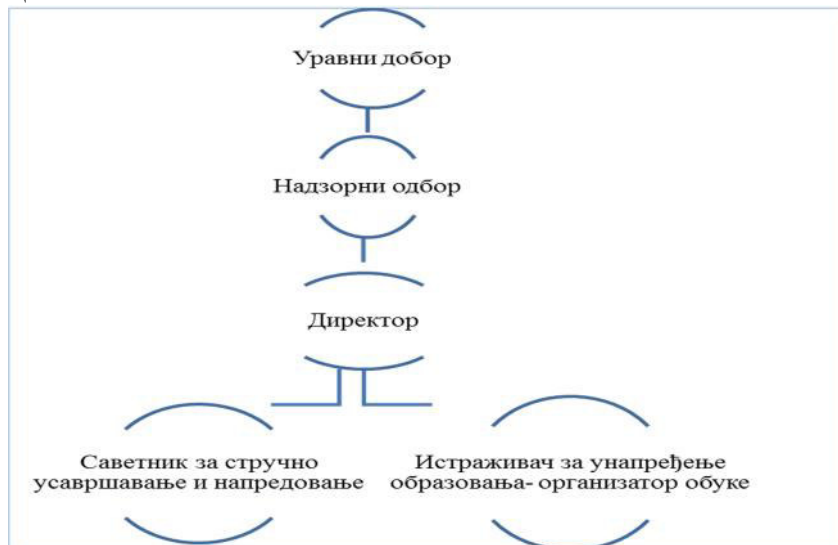 Уравни добор
Надзорни одбор
Директор
Саветник за стручно
усавршавање и напредовање
Истраживач за унапређење
образовања- организатор обуке